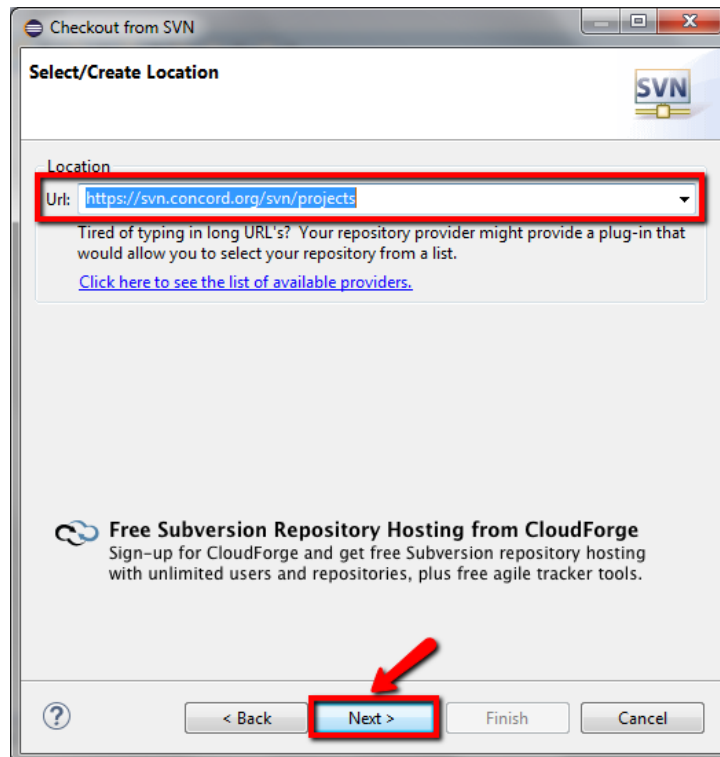 Checkout from SVN
Select/Create Location
SVN
Location
Url: https://svn.concord.org/svn/projects
Tired of typing in long URL's? Your repository provider might provide a plug-in that
would allow you to select your repository from a list.
Click here to see the list of available providers.
Free Subversion Repository Hosting from CloudForge
Sign-up for CloudForge and get free Subversion repository hosting
with unlimited users and repositories, plus free agile tracker tools.
? < Back Next > Finish Cancel